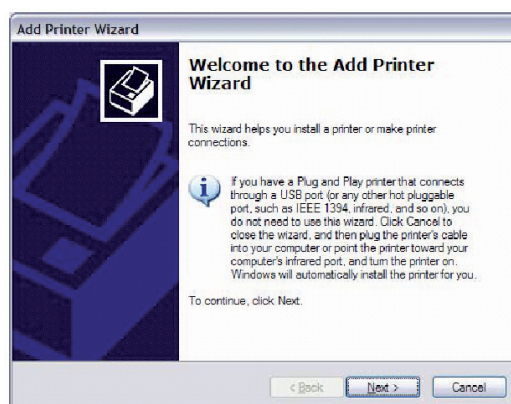 Add Printer Wizard
Welcome to the Add Printer
Wizard
This wizard helps you install a printer or make printer
connections.
If you have a Plug and Play printer that connects
through a USB port (or any other hot pluggable
port, such as IEEE 1394, infrared, and so on), you
do not need to use this wizard. Click Cancel to
close the wizard, and then plug the printer's cable
into your computer or point the printer toward your
computer's infrared port, and turn the printer on.
Windows will automatically install the printer for you.
To continue, click Next.
< Back Next > Cancel